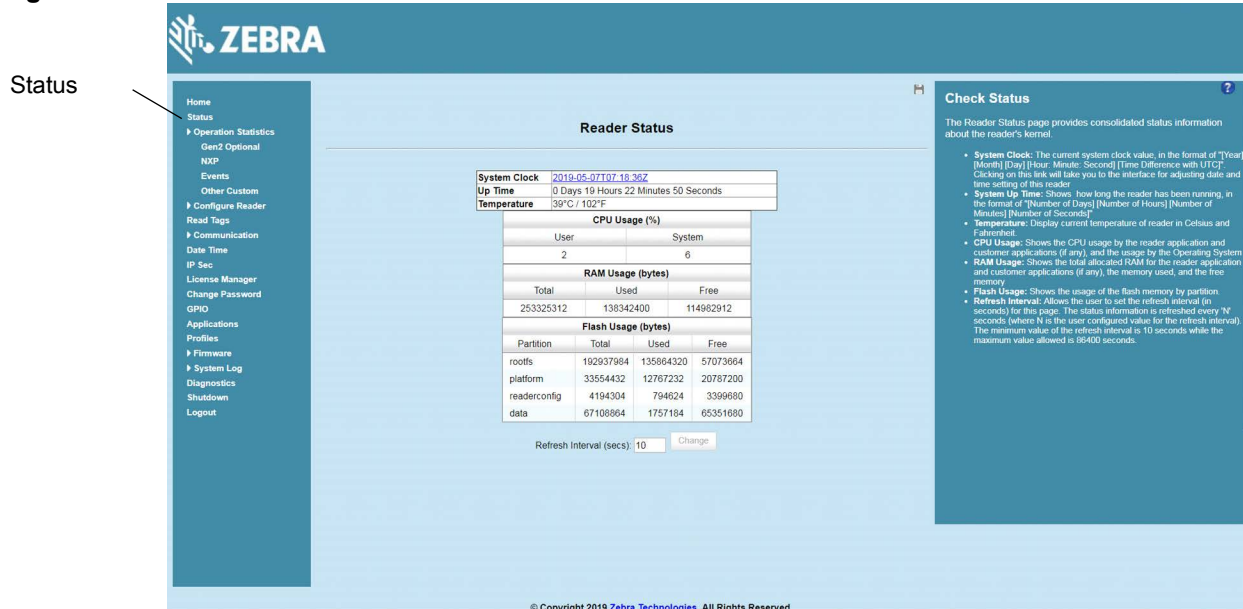 ZEBRA
Status
Home
Status
Operation Statistics
Gen2 Optional
NXP
Events
Other Custom
Configure Reader
Read Tags
Communication
Date Time
IP Sec
License Manager
Change Password
GPIO
Applications
Profiles
Firmware
System Log
Diagnostics
Shutdown
Logout
Reader Status
System Clock 2019-05-07T07:18:36Z
Up Time 0 Days 19 Hours 22 Minutes 50 Seconds
Temperature 39°C / 102°F
CPU Usage (%)
User System
2 6
RAM Usage (bytes)
Total Used Free
253325312 138342400 114982912
Flash Usage (bytes)
Partition Total Used Free
rootfs 192937984 135864320 57073664
platform 33554432 12767232 20787200
readerconfig 4194304 794624 3399680
data 67108864 1757184 65351680
Refresh Interval (secs): 10 Change
?
Check Status
The Reader Status page provides consolidated status information
about the reader's kernel.
• System Clock: The current system clock value, in the format of "[Year]
[Month] [Day] [Hour: Minute: Second] [Time Difference with UTC]".
Clicking on this link will take you to the interface for adjusting date and
time setting of this reader
• System Up Time: Shows how long the reader has been running, in
the format of "[Number of Days] [Number of Hours] [Number of
Minutes] [Number of Seconds]"
• Temperature: Display current temperature of reader in Celsius and
Fahrenheit.
• CPU Usage: Shows the CPU usage by the reader application and
customer applications (if any), and the usage by the Operating System
• RAM Usage: Shows the total allocated RAM for the reader application
and customer applications (if any), the memory used, and the free
memory
• Flash Usage: Shows the usage of the flash memory by partition.
• Refresh Interval: Allows the user to set the refresh interval (in
seconds) for this page. The status information is refreshed every 'N'
seconds (where N is the user configured value for the refresh interval).
The minimum value of the refresh interval is 10 seconds while the
maximum value allowed is 86400 seconds.
© Copyright 2019 Zebra Technologies. All Rights Reserved